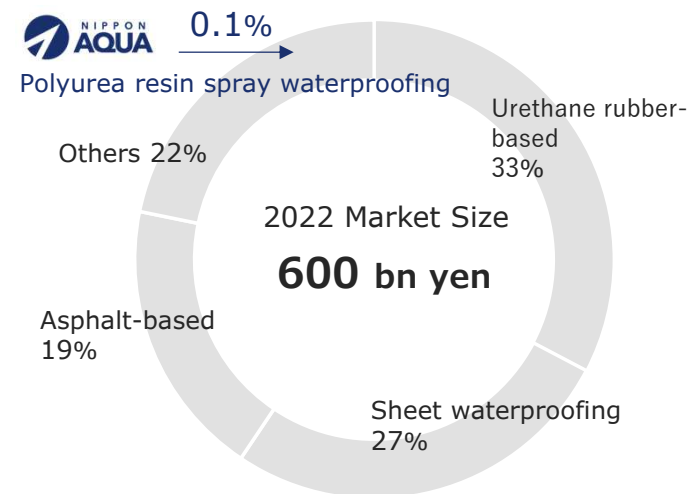 NIPPON
AQUA
0.1%
Polyurea resin spray waterproofing
Urethane rubber-
based
33%
Others 22%
2022 Market Size
600 bn yen
Asphalt-based
19%
Sheet waterproofing
27%